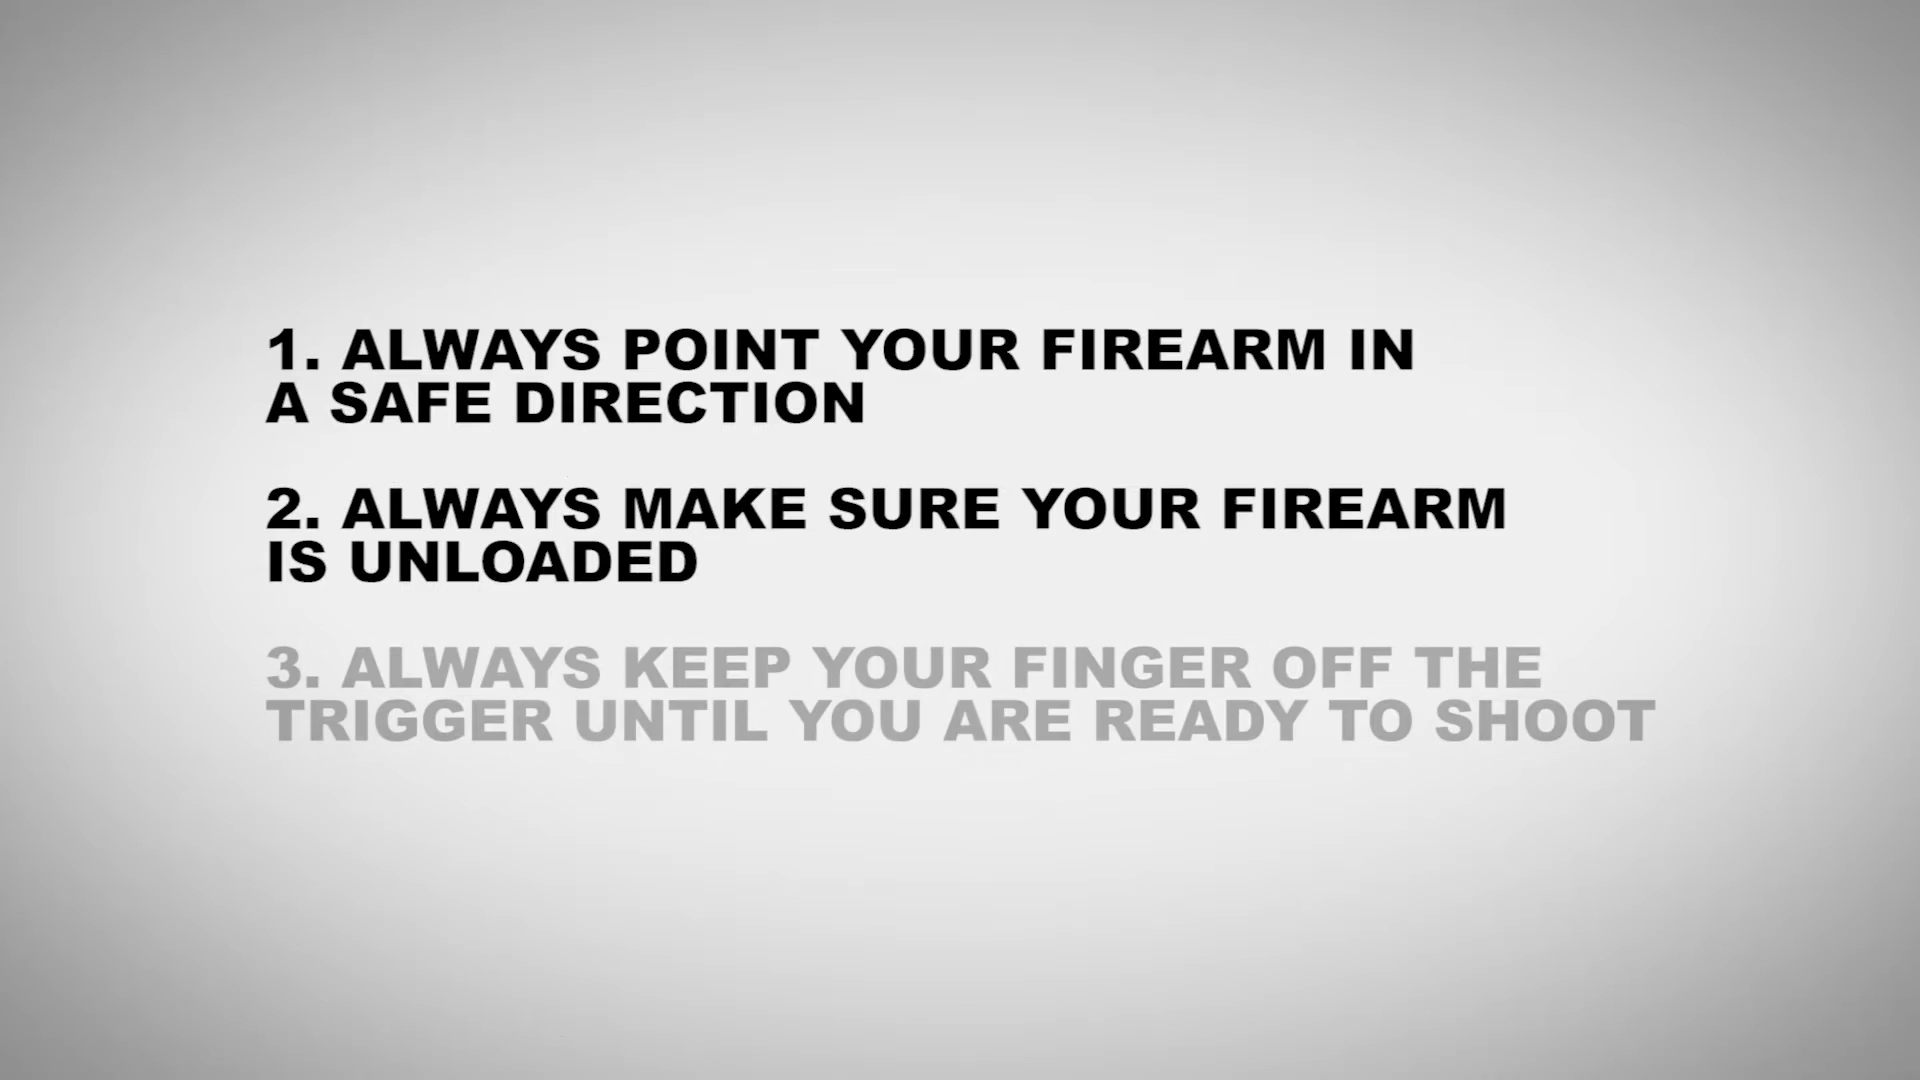 1. ALWAYS POINT YOUR FIREARM IN
A SAFE DIRECTION
2. ALWAYS MAKE SURE YOUR FIREARM
IS UNLOADED
3. ALWAYS KEEP YOUR FINGER OFF THE
TRIGGER UNTIL YOU ARE READY TO SHOOT